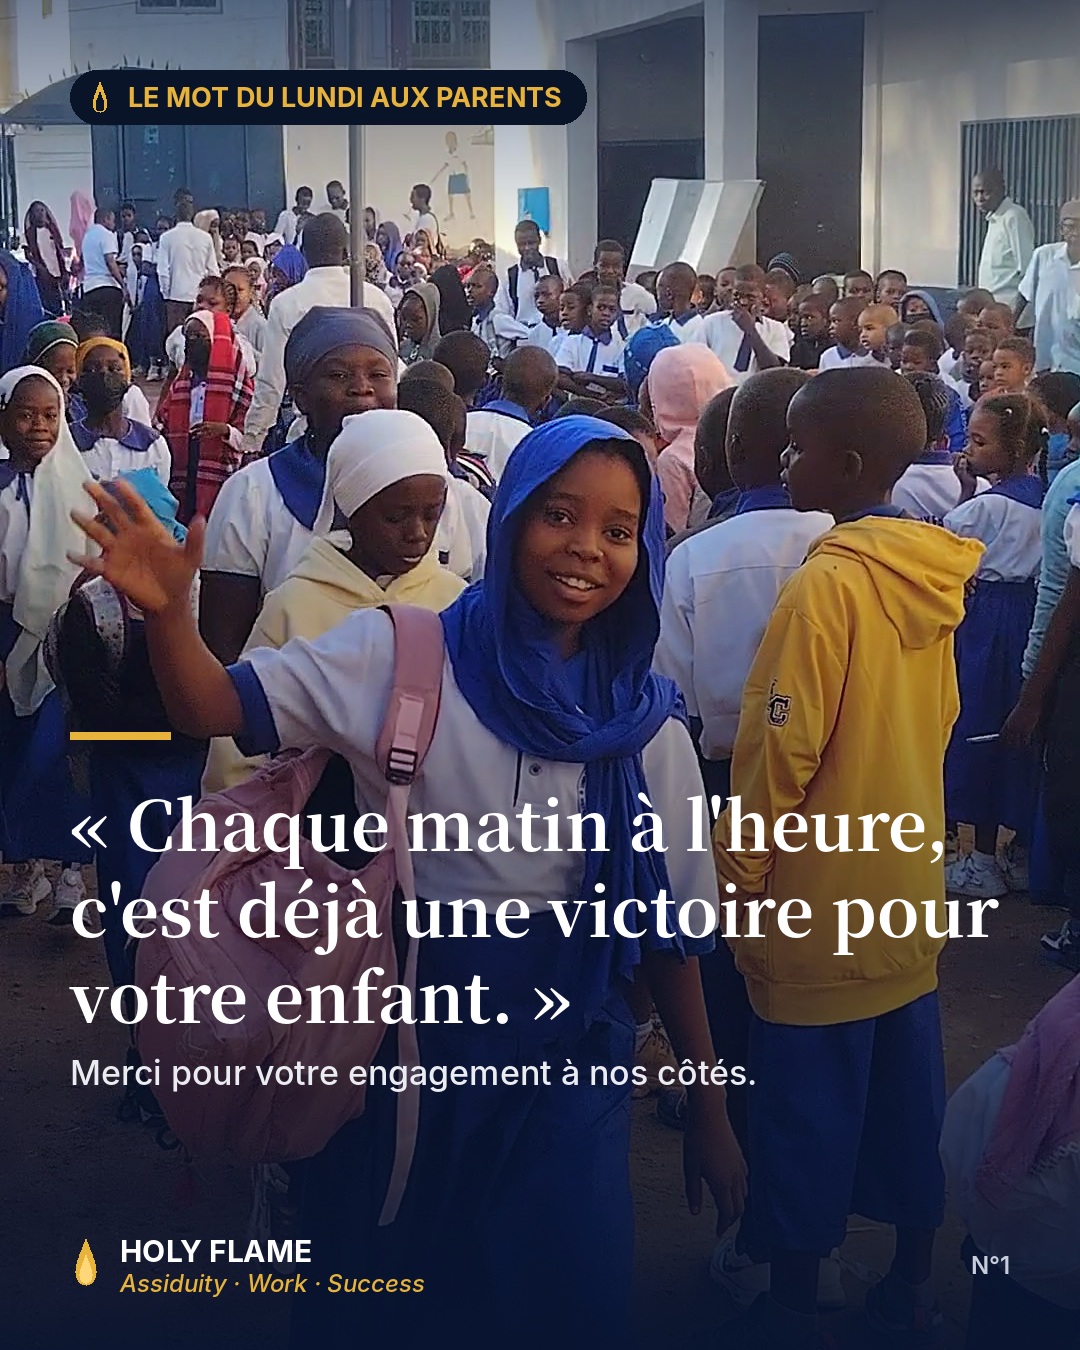 LE MOT DU LUNDI AUX PARENTS
« Chaque matin à l'heure,
c'est déjà une victoire pour
votre enfant. »
Merci pour votre engagement à nos côtés.
HOLY FLAME
Assiduity · Work · Success
N°1